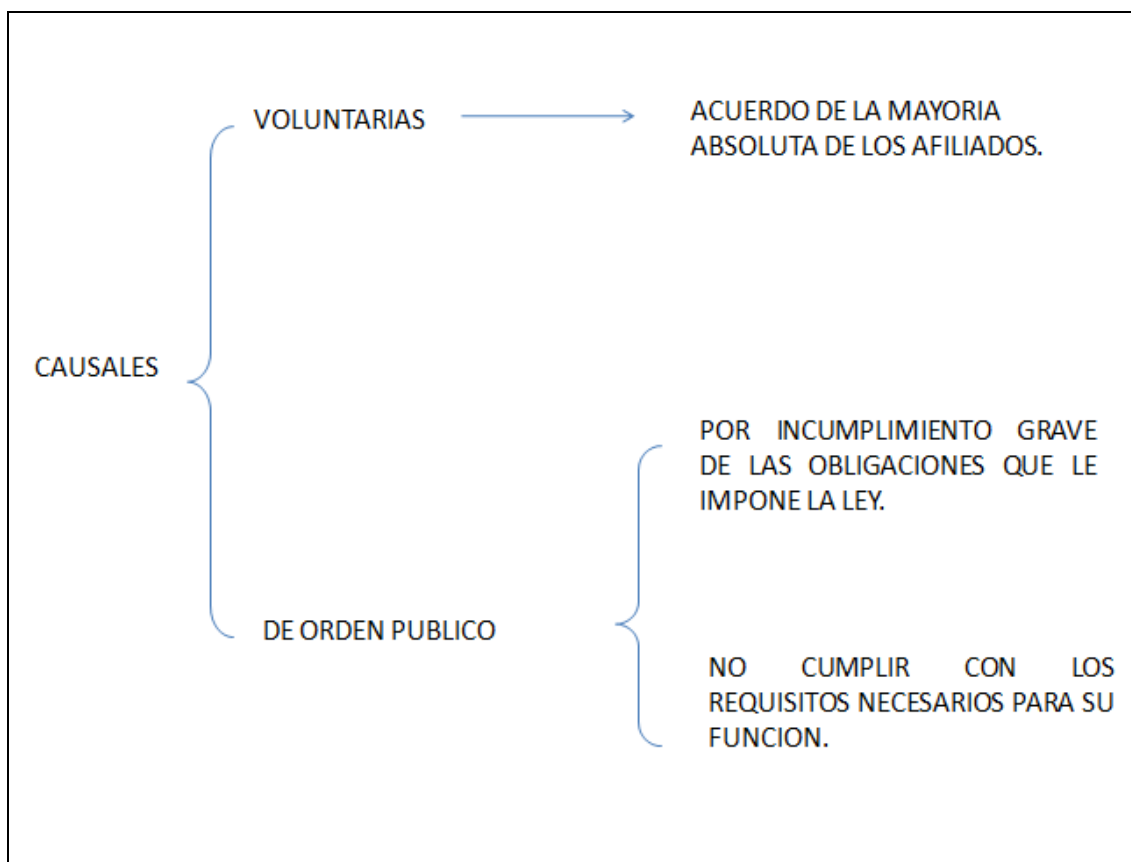 VOLUNTARIAS
ACUERDO DE LA MAYORIA
ABSOLUTA DE LOS AFILIADOS.
CAUSALES
POR INCUMPLIMIENTO GRAVE
DE LAS OBLIGACIONES QUE LE
IMPONE LA LEY.
DE ORDEN PUBLICO
NO CUMPLIR CON LOS
REQUISITOS NECESARIOS PARA SU
FUNCION.